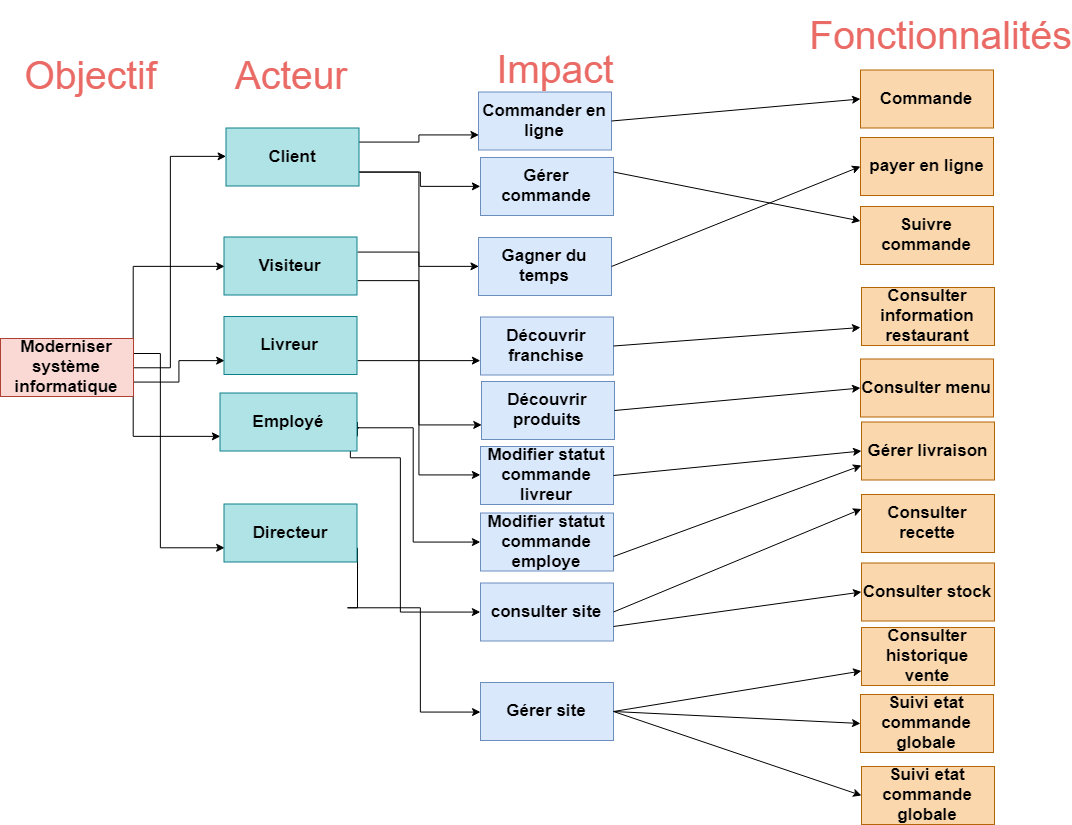 Objectif
Acteur
Impact
Fonctionnalités
Moderniser
système
informatique
Client
Visiteur
Livreur
Employé
Directeur
Commander en
ligne
Gérer
commande
Gagner du
temps
Découvrir
franchise
Découvrir
produits
Modifier statut
commande
livreur
Modifier statut
commande
employe
consulter site
Gérer site
Commande
payer en ligne
Suivre
commande
Consulter
information
restaurant
Consulter menu
Gérer livraison
Consulter
recette
Consulter stock
Consulter
historique
vente
Suivi etat
commande
globale
Suivi etat
commande
globale